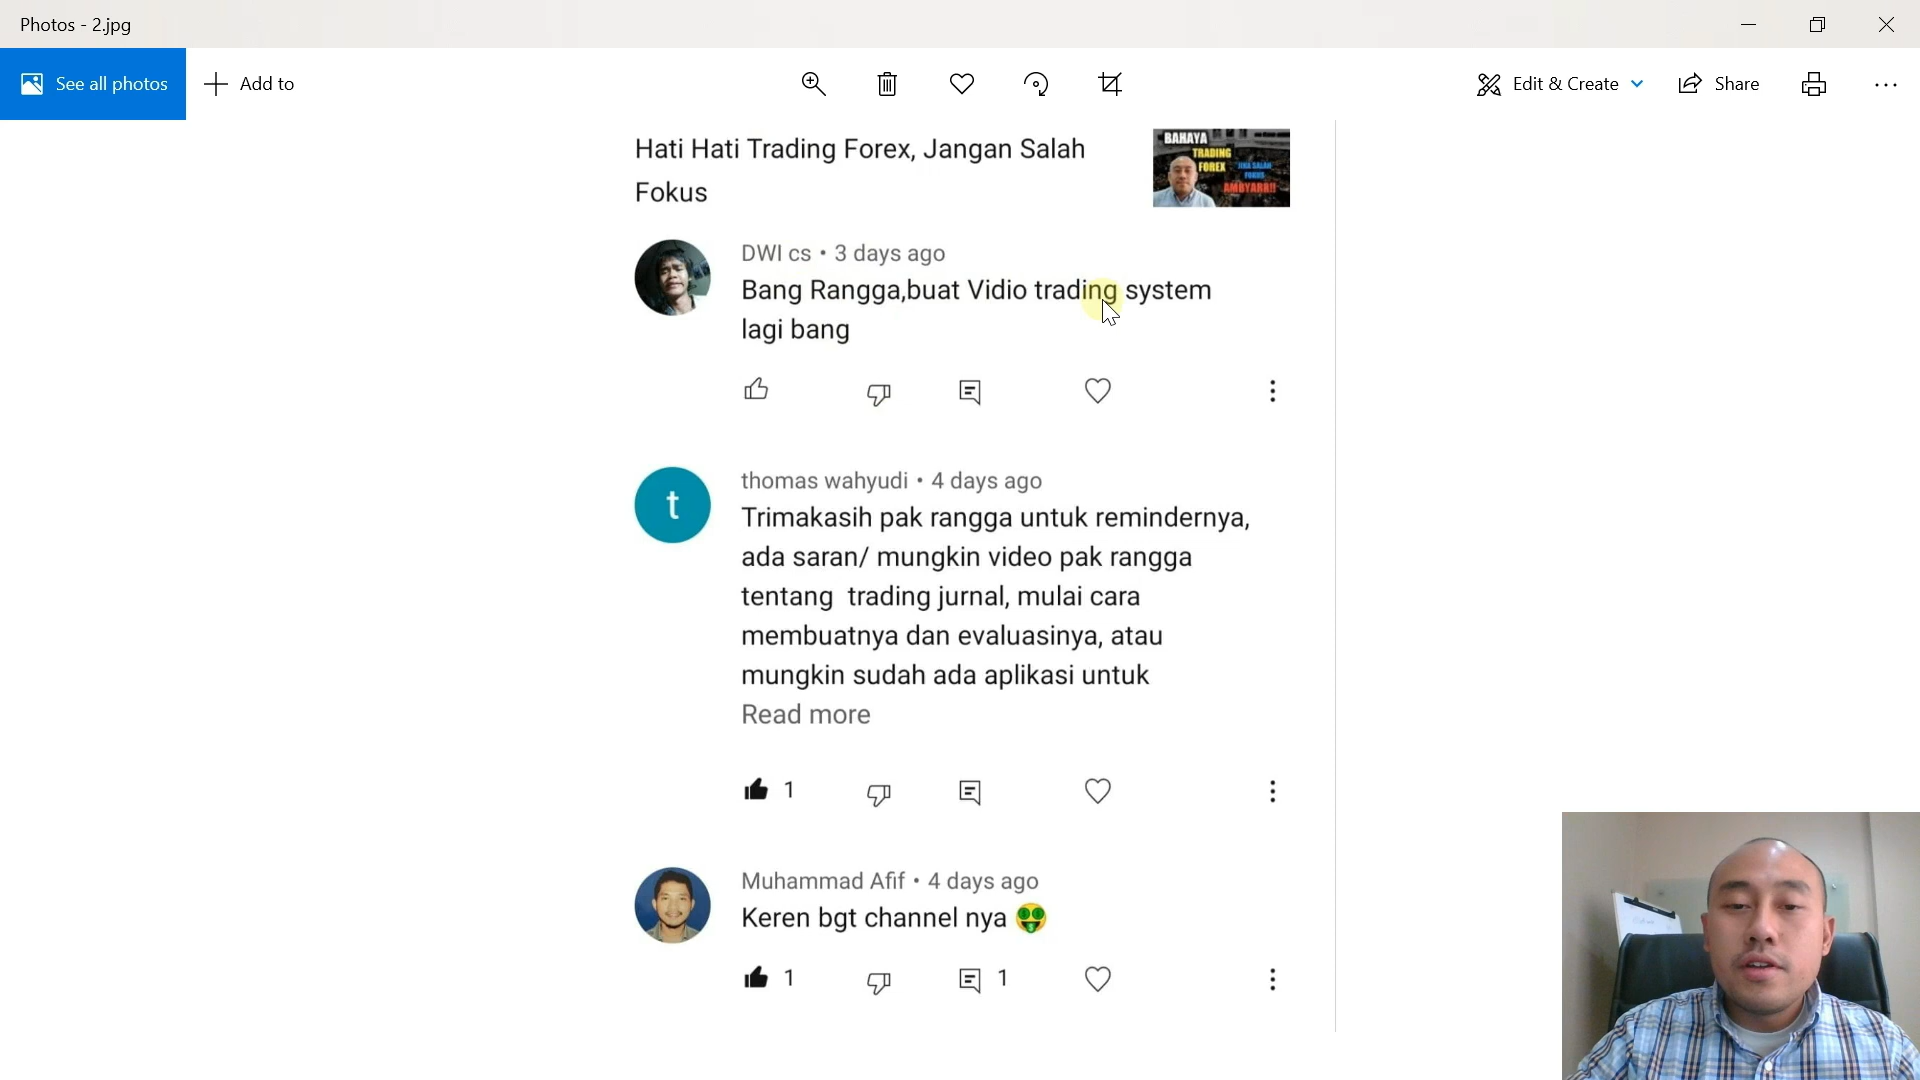 Photos - 2.jpg
See all photos
Add to
Edit & Create
Share
Hati Hati Trading Forex, Jangan Salah
Fokus
BAHAYA
TRADING
FOREX
JIKA SALAH
FOKUS
AMBYARR!!
DWI cs • 3 days ago
Bang Rangga,buat Vidio trading system
lagi bang
t
thomas wahyudi • 4 days ago
Trimakasih pak rangga untuk remindernya,
ada saran/ mungkin video pak rangga
tentang trading jurnal, mulai cara
membuatnya dan evaluasinya, atau
mungkin sudah ada aplikasi untuk
Read more
1
Muhammad Afif • 4 days ago
Keren bgt channel nya 🤑
1
1